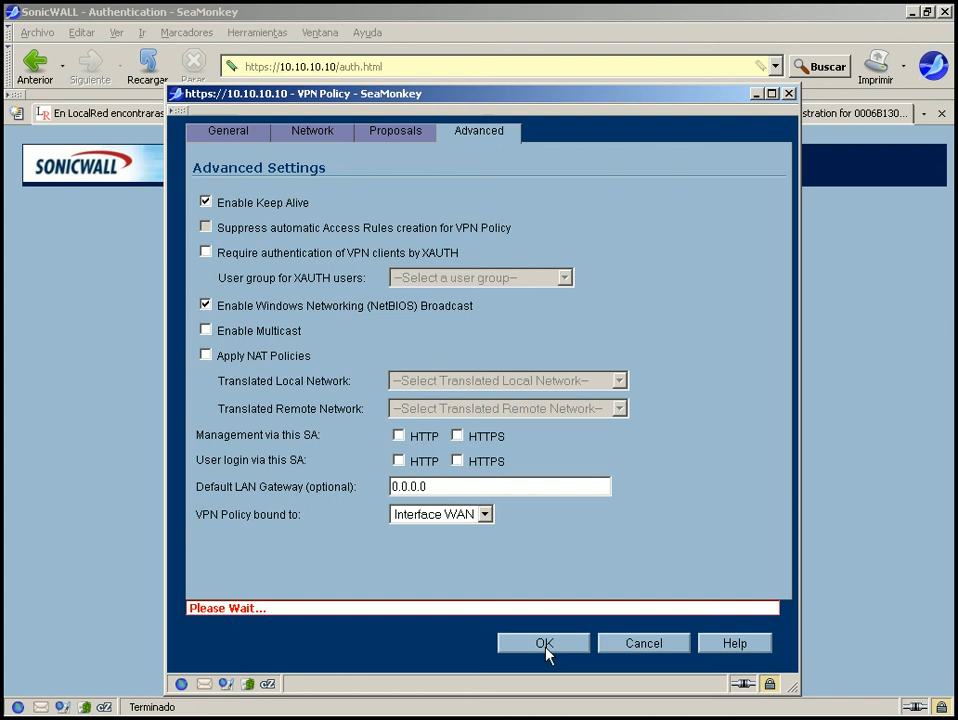 SonicWALL - Authentication - SeaMonkey
Archivo Editar Ver Ir Marcadores Herramientas Ventana Ayuda
Anterior Siguiente Recargar Parar https://10.10.10.10/auth.html Buscar Imprimir
En LocalRed encontraras
stration for 0006B130...
https://10.10.10.10 - VPN Policy - SeaMonkey
SONICWALL
General Network Proposals Advanced
Advanced Settings
Enable Keep Alive
Suppress automatic Access Rules creation for VPN Policy
Require authentication of VPN clients by XAUTH
User group for XAUTH users: --Select a user group--
Enable Windows Networking (NetBIOS) Broadcast
Enable Multicast
Apply NAT Policies
Translated Local Network: --Select Translated Local Network--
Translated Remote Network: --Select Translated Remote Network--
Management via this SA: HTTP HTTPS
User login via this SA: HTTP HTTPS
Default LAN Gateway (optional): 0.0.0.0
VPN Policy bound to: Interface WAN
Please Wait...
OK Cancel Help
Terminado